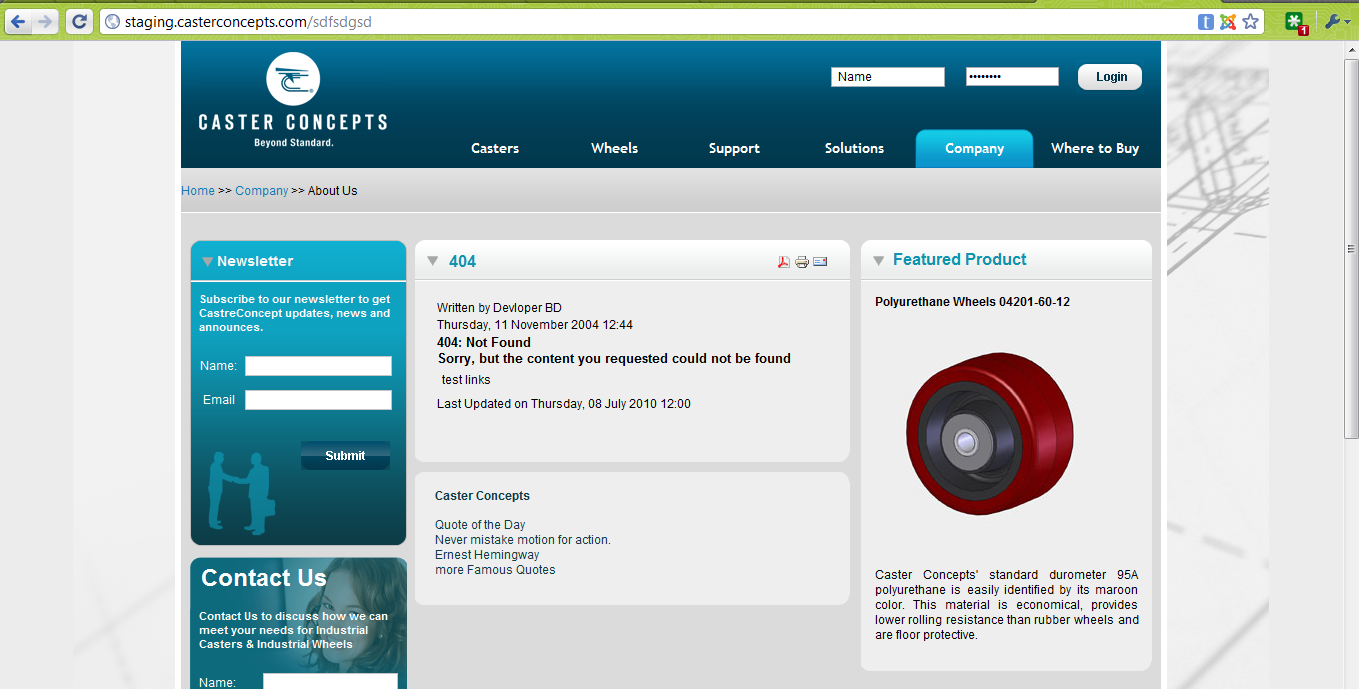 staging.casterconcepts.com/sdfsdgsd
1
CASTER CONCEPTS
Beyond Standard.
Name
••••••••
Login
Casters
Wheels
Support
Solutions
Company
Where to Buy
Home >> Company >> About Us
Newsletter
Subscribe to our newsletter to get
CastreConcept updates, news and
announces.
Name:
Email
Submit
Contact Us
Contact Us to discuss how we can
meet your needs for Industrial
Casters & Industrial Wheels
Name:
404
Written by Devloper BD
Thursday, 11 November 2004 12:44
404: Not Found
Sorry, but the content you requested could not be found
test links
Last Updated on Thursday, 08 July 2010 12:00
Caster Concepts
Quote of the Day
Never mistake motion for action.
Ernest Hemingway
more Famous Quotes
Featured Product
Polyurethane Wheels 04201-60-12
Caster Concepts' standard durometer 95A
polyurethane is easily identified by its maroon
color. This material is economical, provides
lower rolling resistance than rubber wheels and
are floor protective.